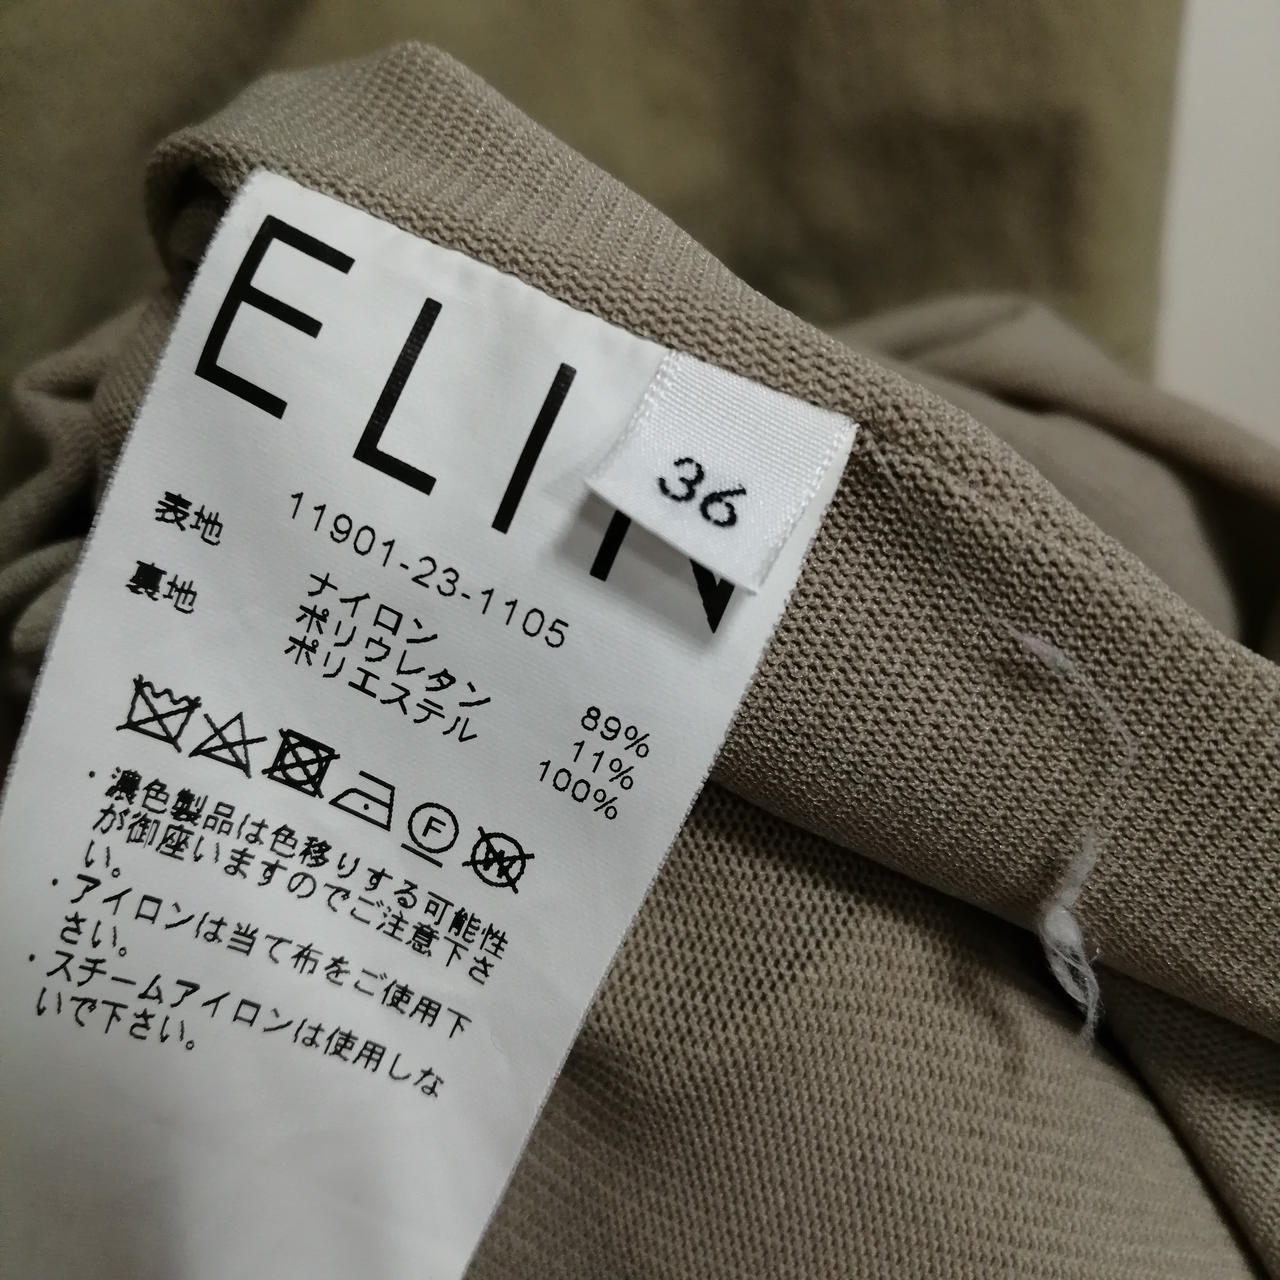 ELIN
36
11901-23-1105
表地 ナイロン 89%
ポリウレタン 11%
裏地 ポリエステル 100%
F
W
・濃色製品は色移りする可能性
が御座いますのでご注意下さ
い。
・アイロンは当て布をご使用下
さい。
・スチームアイロンは使用しな
いで下さい。